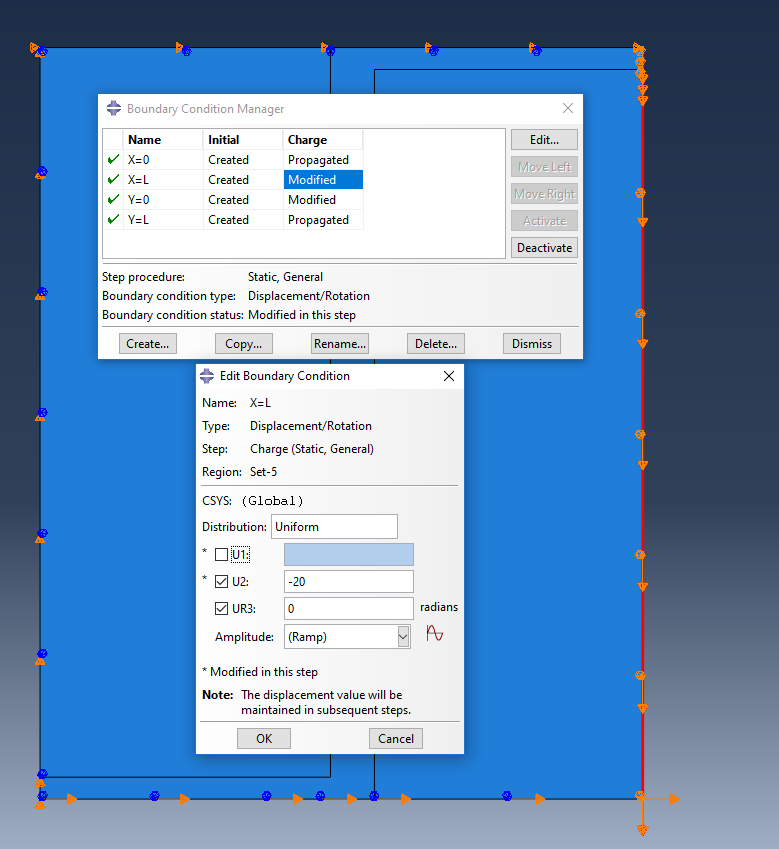 Boundary Condition Manager
Name Initial Charge
X=0 Created Propagated
X=L Created Modified
Y=0 Created Modified
Y=L Created Propagated
Edit...
Move Left
Move Right
Activate
Deactivate
Step procedure: Static, General
Boundary condition type: Displacement/Rotation
Boundary condition status: Modified in this step
Create... Copy... Rename... Delete... Dismiss
Edit Boundary Condition
Name: X=L
Type: Displacement/Rotation
Step: Charge (Static, General)
Region: Set-5
CSYS: (Global)
Distribution: Uniform
* U1:
* U2: -20
UR3: 0 radians
Amplitude: (Ramp)
* Modified in this step
Note: The displacement value will be
maintained in subsequent steps.
OK Cancel